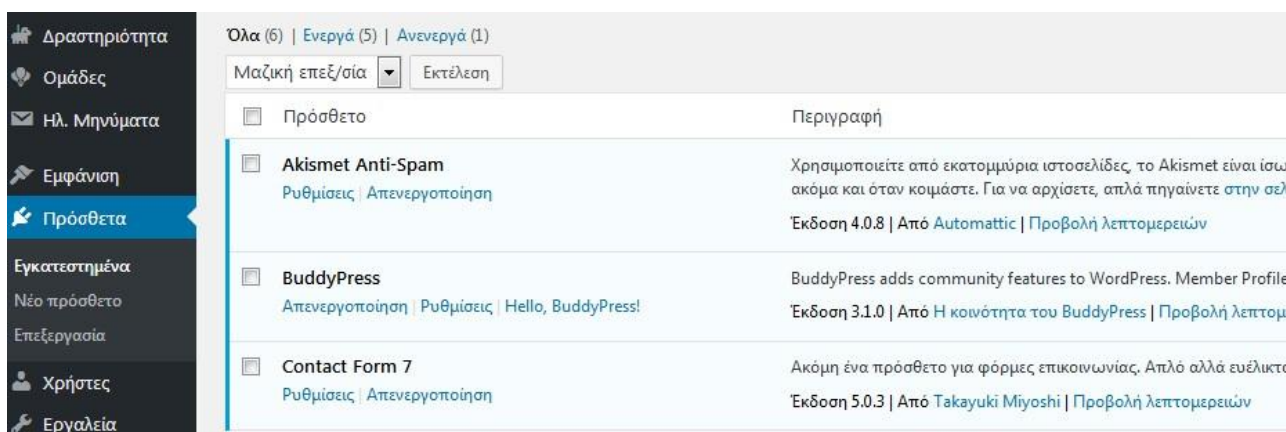 Δραστηριότητα
Ομάδες
Ηλ. Μηνύματα
Εμφάνιση
Πρόσθετα
Εγκατεστημένα
Νέο πρόσθετο
Επεξεργασία
Χρήστες
Εργαλεία
Όλα (6) | Ενεργά (5) | Ανενεργά (1)
Μαζική επεξ/σία Εκτέλεση
Πρόσθετο Περιγραφή
Akismet Anti-Spam
Ρυθμίσεις | Απενεργοποίηση
Χρησιμοποιείτε από εκατομμύρια ιστοσελίδες, το Akismet είναι
ακόμα και όταν κοιμάστε. Για να αρχίσετε, απλά πηγαίνετε στην
Έκδοση 4.0.8 | Από Automattic | Προβολή λεπτομερειών
BuddyPress
Απενεργοποίηση | Ρυθμίσεις | Hello, BuddyPress!
BuddyPress adds community features to WordPress. Member Profile
Έκδοση 3.1.0 | Από Η κοινότητα του BuddyPress | Προβολή
Contact Form 7
Ρυθμίσεις | Απενεργοποίηση
Ακόμη ένα πρόσθετο για φόρμες επικοινωνίας. Απλό αλλά
Έκδοση 5.0.3 | Από Takayuki Miyoshi | Προβολή λεπτομερειών